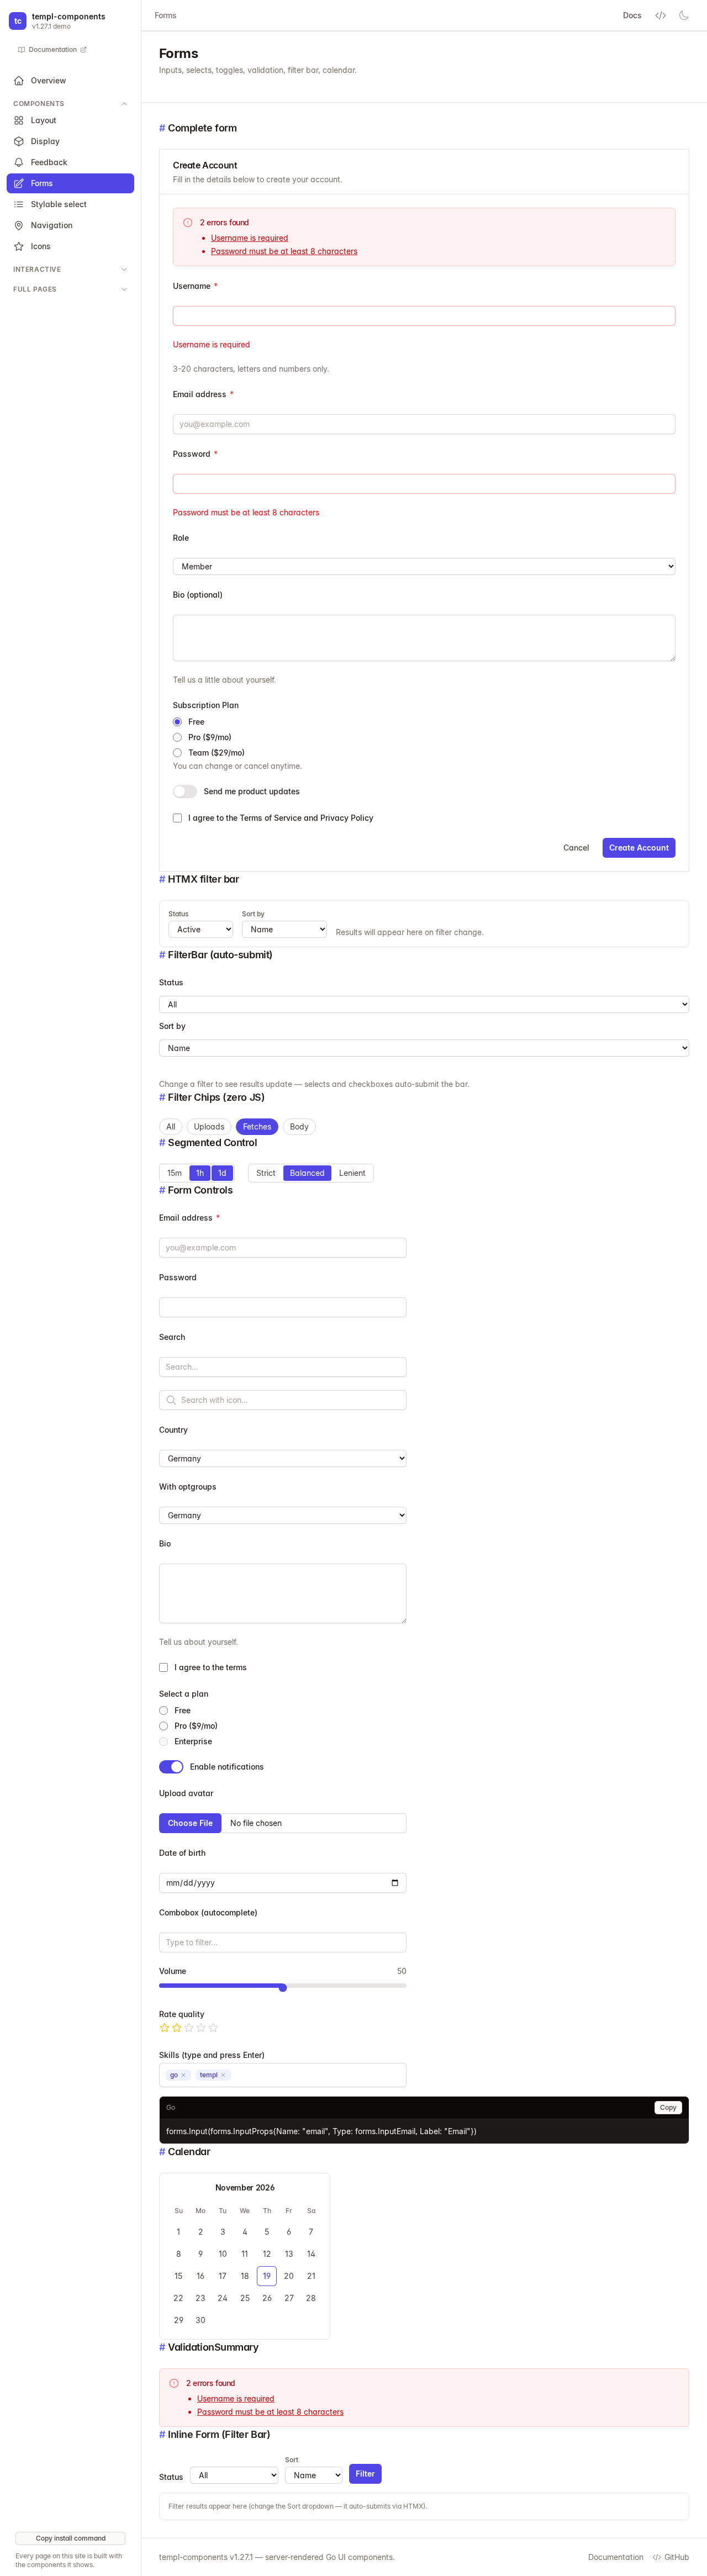 tc
templ-components
v1.27.1 demo
Documentation
Overview
COMPONENTS
Layout
Display
Feedback
Forms
Stylable select
Navigation
Icons
INTERACTIVE
FULL PAGES
Copy install command
Every page on this site is built with
the components it shows.
Forms
Docs
Forms
Inputs, selects, toggles, validation, filter bar, calendar.
# Complete form
Create Account
Fill in the details below to create your account.
2 errors found
• Username is required
• Password must be at least 8 characters
Username *
Username is required
3-20 characters, letters and numbers only.
Email address *
you@example.com
Password *
Password must be at least 8 characters
Role
Member
Bio (optional)
Tell us a little about yourself.
Subscription Plan
Free
Pro ($9/mo)
Team ($29/mo)
You can change or cancel anytime.
Send me product updates
I agree to the Terms of Service and Privacy Policy
Cancel Create Account
# HTMX filter bar
Status Sort by
Active Name Results will appear here on filter change.
# FilterBar (auto-submit)
Status
All
Sort by
Name
Change a filter to see results update — selects and checkboxes auto-submit the bar.
# Filter Chips (zero JS)
All Uploads Fetches Body
# Segmented Control
15m 1h 1d Strict Balanced Lenient
# Form Controls
Email address *
you@example.com
Password
Search
Search...
Search with icon...
Country
Germany
With optgroups
Germany
Bio
Tell us about yourself.
I agree to the terms
Select a plan
Free
Pro ($9/mo)
Enterprise
Enable notifications
Upload avatar
Choose File No file chosen
Date of birth
mm/dd/yyyy
Combobox (autocomplete)
Type to filter...
Volume 50
Rate quality
Skills (type and press Enter)
go × templ ×
Go Copy
forms.Input(forms.InputProps{Name: "email", Type: forms.InputEmail, Label: "Email"})
# Calendar
November 2026
Su Mo Tu We Th Fr Sa
1 2 3 4 5 6 7
8 9 10 11 12 13 14
15 16 17 18 19 20 21
22 23 24 25 26 27 28
29 30
# ValidationSummary
2 errors found
• Username is required
• Password must be at least 8 characters
# Inline Form (Filter Bar)
Sort
Status All Name Filter
Filter results appear here (change the Sort dropdown — it auto-submits via HTMX).
templ-components v1.27.1 — server-rendered Go UI components.
Documentation GitHub